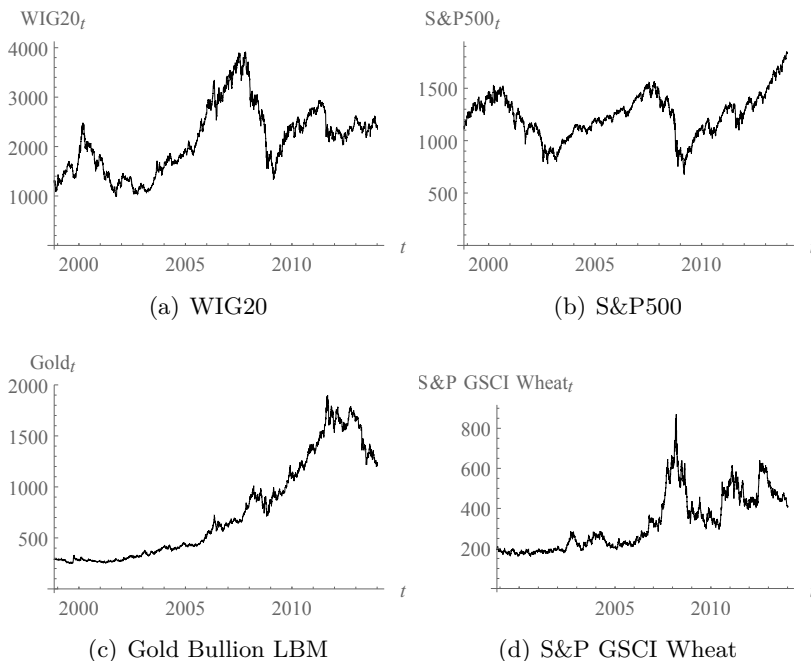 WIG20t
4000
3000
2000
1000
2000 2005 2010 t
(a) WIG20
S&P500t
1500
1000
500
2000 2005 2010
(b) S&P500
Goldt
2000
1500
1000
500
2000 2005 2010 t
(c) Gold Bullion LBM
S&P GSCI Wheatt
800
600
400
200
2005 2010
(d) S&P GSCI Wheat